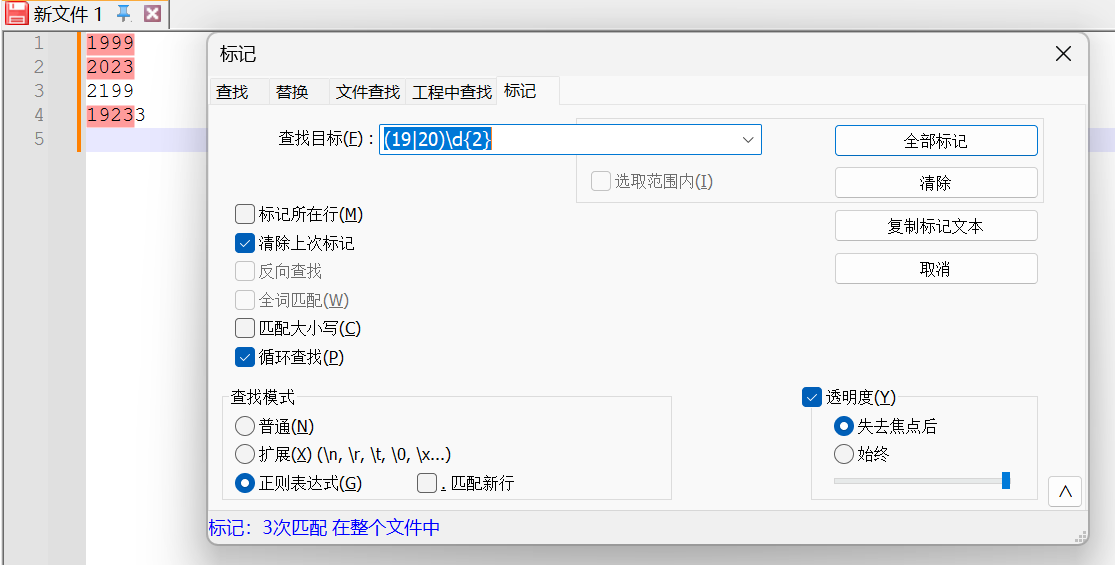 新文件 1
1 1999
2 2023
3 2199
4 19233
5
标记
查找 替换 文件查找 工程中查找 标记
查找目标(F) : (19|20)\d{2}
全部标记
选取范围内(I)
清除
标记所在行(M)
复制标记文本
清除上次标记
反向查找
取消
全词匹配(W)
匹配大小写(C)
循环查找(P)
查找模式
透明度(Y)
普通(N)
失去焦点后
扩展(X) (\n, \r, \t, \0, \x...)
始终
正则表达式(G)
. 匹配新行
标记: 3次匹配 在整个文件中